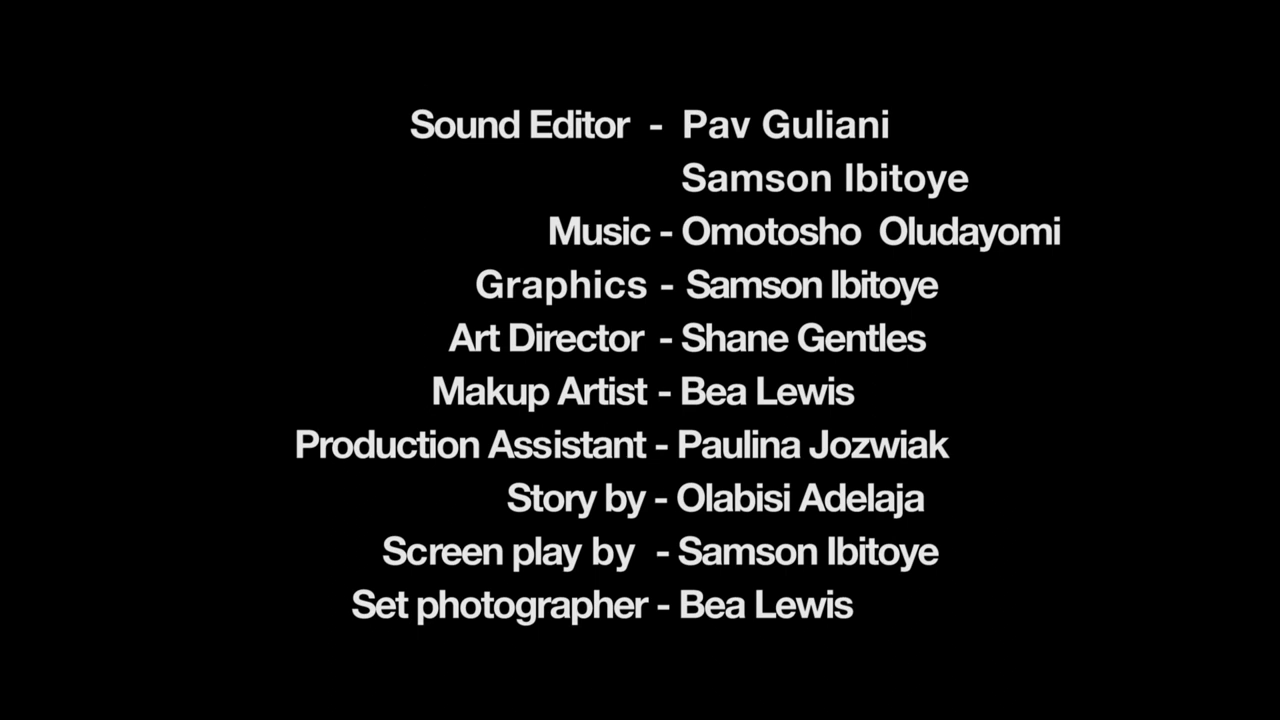 Sound Editor - Pav Guliani
Samson Ibitoye
Music - Omotosho Oludayomi
Graphics - Samson Ibitoye
Art Director - Shane Gentles
Makup Artist - Bea Lewis
Production Assistant - Paulina Jozwiak
Story by - Olabisi Adelaja
Screen play by - Samson Ibitoye
Set photographer - Bea Lewis